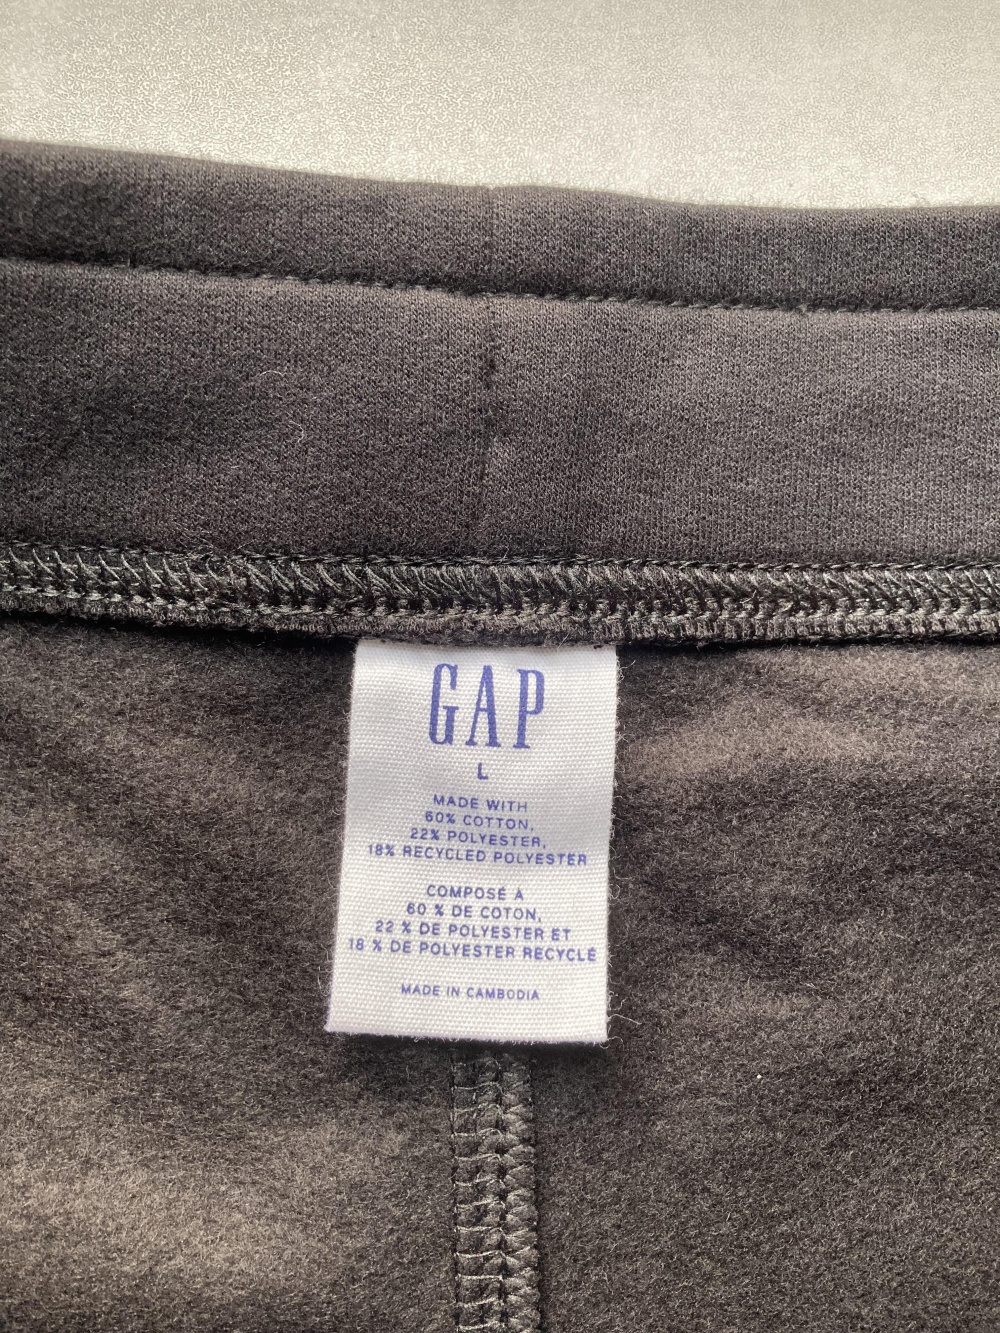 GAP
L
MADE WITH
60% COTTON,
22% POLYESTER,
18% RECYCLED POLYESTER
COMPOSÉ À
60 % DE COTON,
22 % DE POLYESTER ET
18 % DE POLYESTER RECYCLÉ
MADE IN CAMBODIA